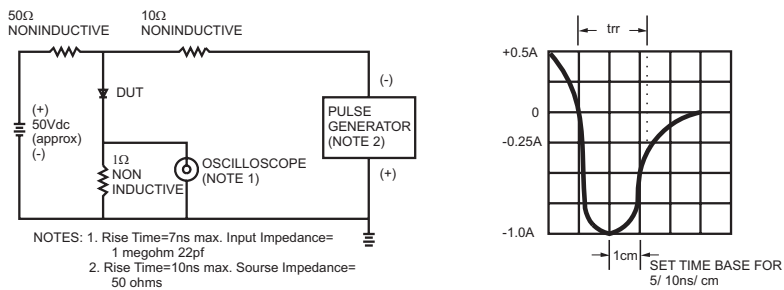 50Ω
NONINDUCTIVE
10Ω
NONINDUCTIVE
DUT
(+)
50Vdc
(approx)
(-)
1Ω
NON
INDUCTIVE
OSCILLOSCOPE
(NOTE 1)
(-)
PULSE
GENERATOR
(NOTE 2)
(+)
NOTES: 1. Rise Time=7ns max. Input Impedance=
1 megohm 22pf
2. Rise Time=10ns max. Sourse Impedance=
50 ohms
trr
+0.5A
0
-0.25A
-1.0A
1cm
SET TIME BASE FOR
5/ 10ns/ cm